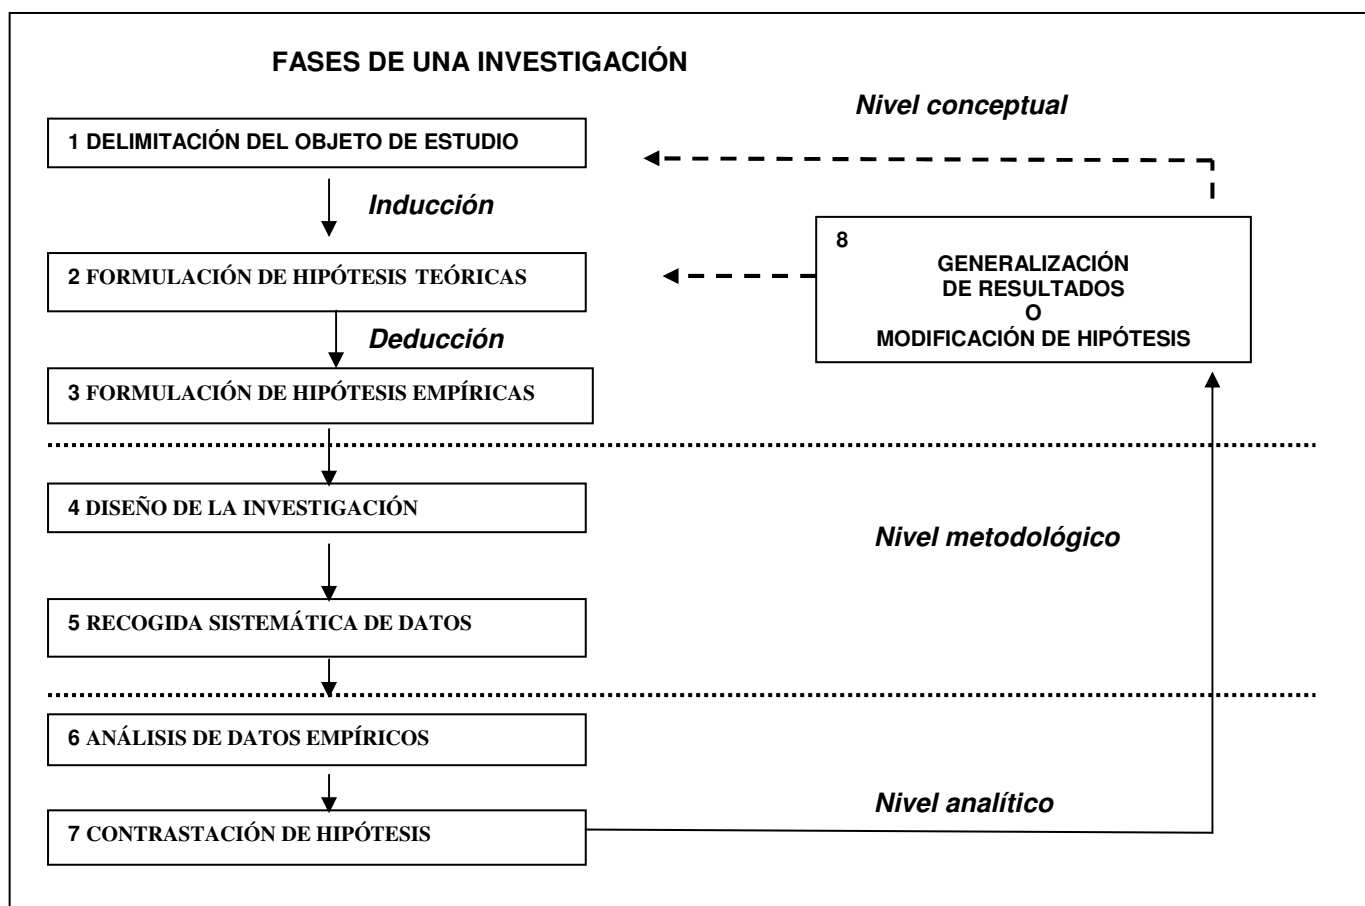 FASES DE UNA INVESTIGACIÓN
Nivel conceptual
1 DELIMITACIÓN DEL OBJETO DE ESTUDIO
Inducción
8
GENERALIZACIÓN
DE RESULTADOS
O
MODIFICACIÓN DE HIPÓTESIS
2 FORMULACIÓN DE HIPÓTESIS TEÓRICAS
Deducción
3 FORMULACIÓN DE HIPÓTESIS EMPÍRICAS
4 DISEÑO DE LA INVESTIGACIÓN
Nivel metodológico
5 RECOGIDA SISTEMÁTICA DE DATOS
6 ANÁLISIS DE DATOS EMPÍRICOS
Nivel analítico
7 CONTRASTACIÓN DE HIPÓTESIS